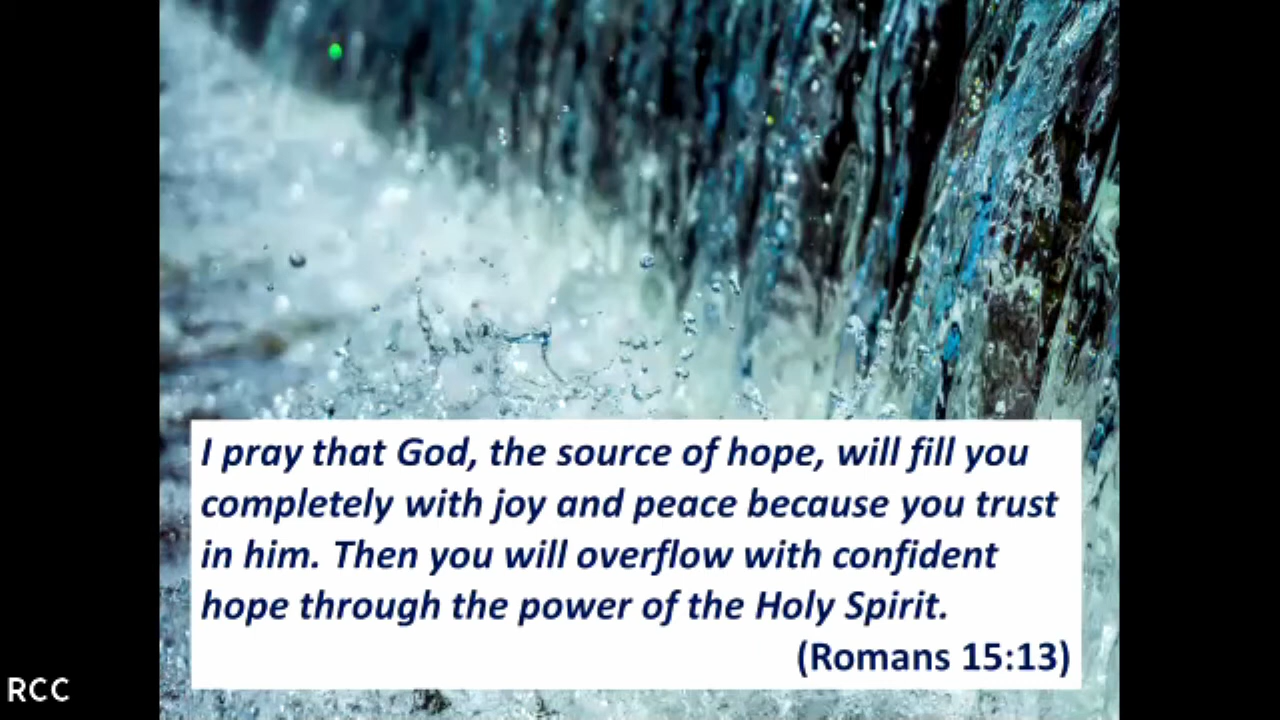 I pray that God, the source of hope, will fill you
completely with joy and peace because you trust
in him. Then you will overflow with confident
hope through the power of the Holy Spirit.
(Romans 15:13)
RCC